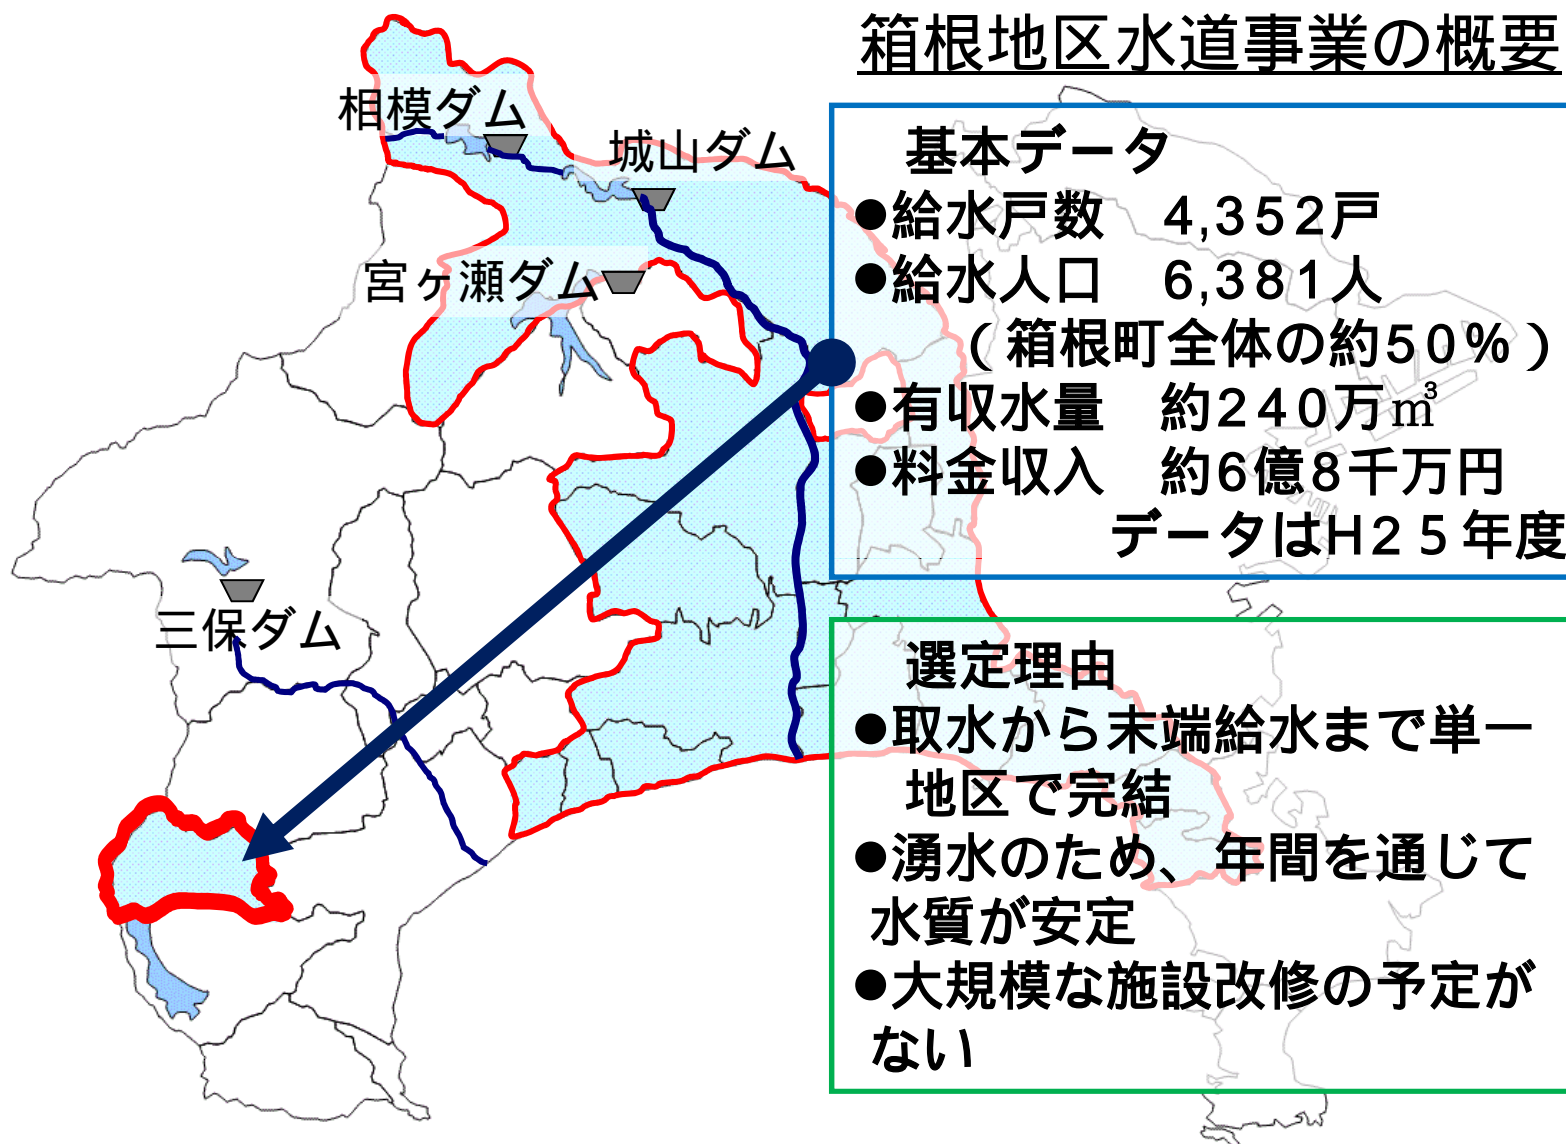 箱根地区水道事業の概要
相模ダム
城山ダム
宮ヶ瀬ダム
三保ダム
基本データ
●給水戸数　4,352戸
●給水人口　6,381人
（箱根町全体の約50％）
●有収水量　約240万㎥
●料金収入　約6億8千万円
データはH25年度
選定理由
●取水から末端給水まで単一
地区で完結
●湧水のため、年間を通じて
水質が安定
●大規模な施設改修の予定が
ない